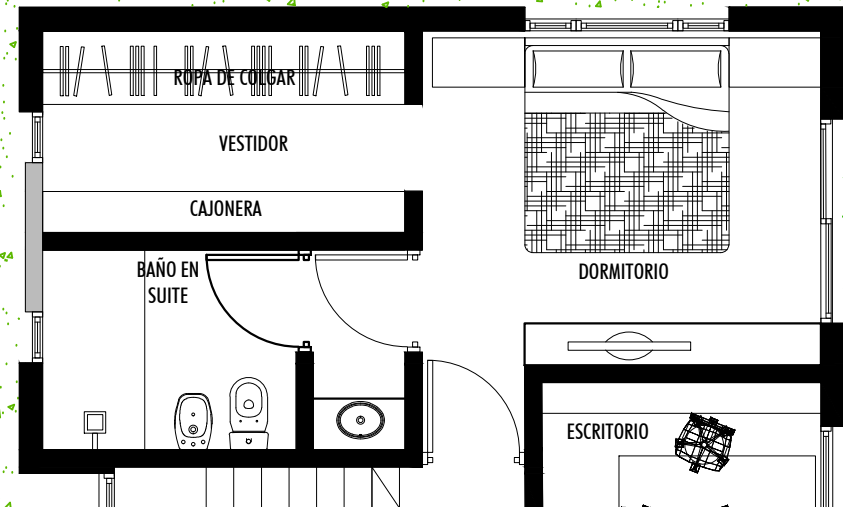 ROPA DE COLGAR
VESTIDOR
CAJONERA
BAÑO EN
SUITE
DORMITORIO
ESCRITORIO